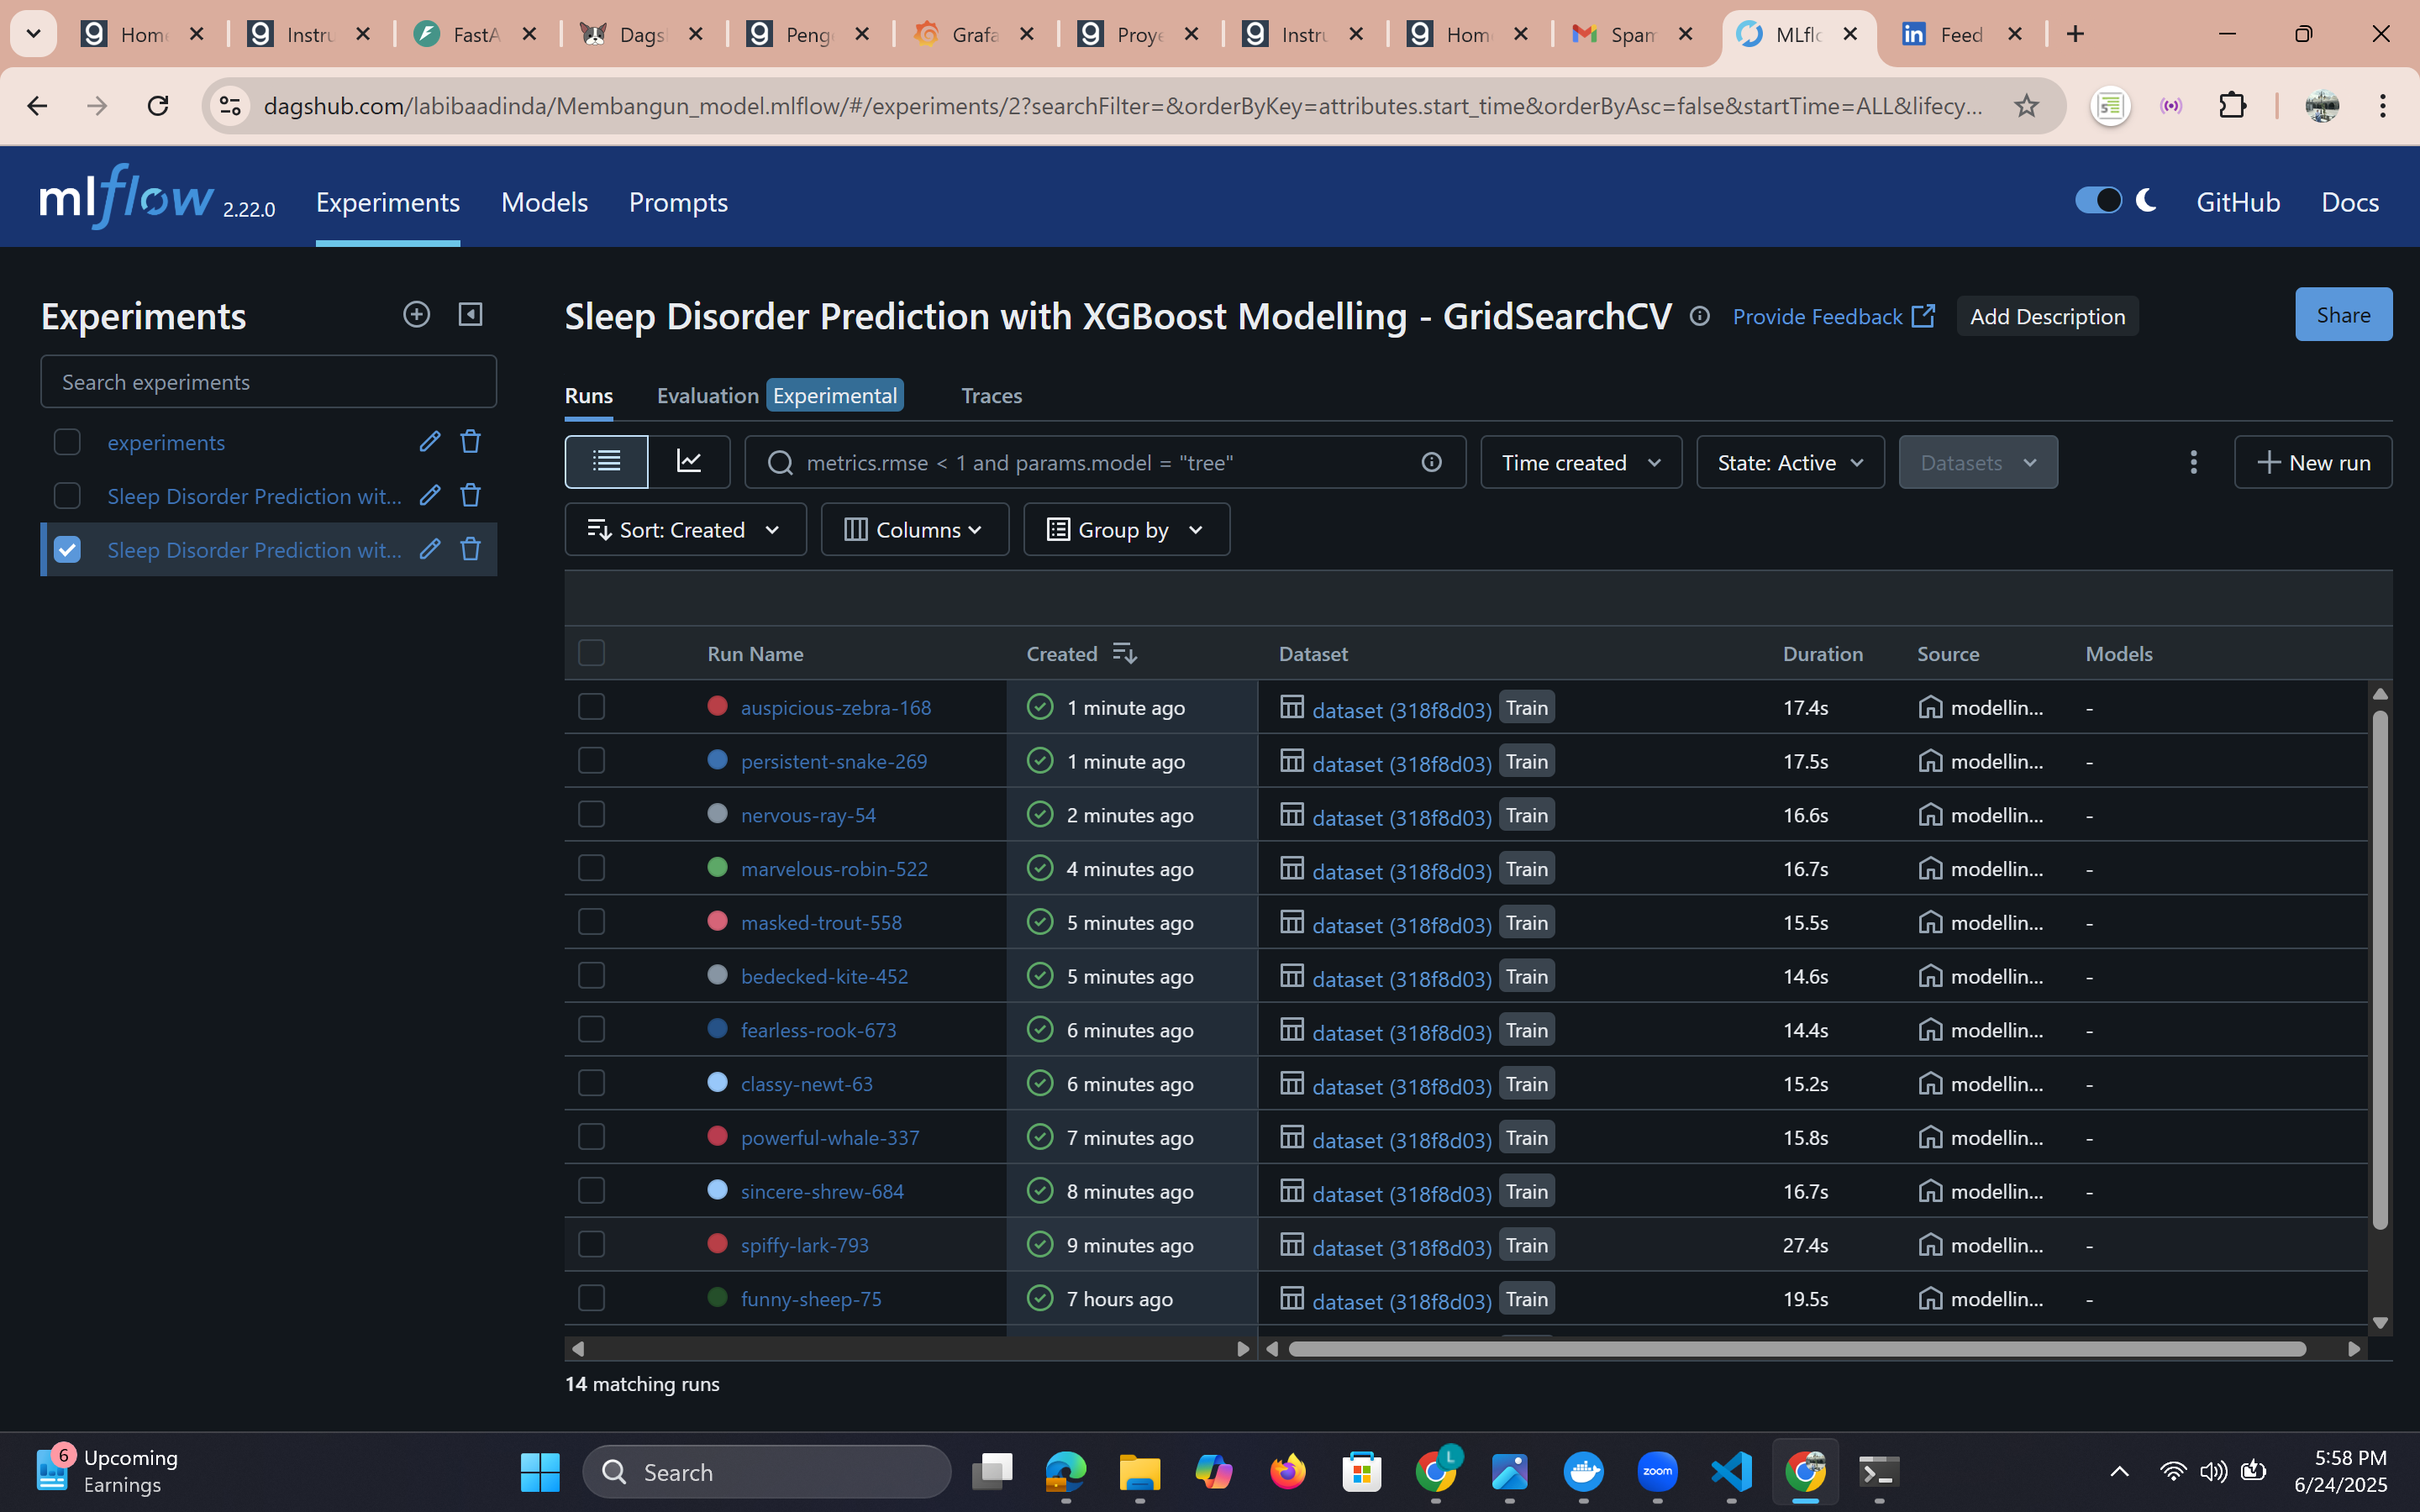 Home
Instru
FastA
Dags
Peng
Grafa
Proye
Instru
Hom
Spam
MLflo
Feed
dagshub.com/labibaadinda/Membangun_model.mlflow/#/experiments/2?searchFilter=&orderByKey=attributes.start_time&orderByAsc=false&startTime=ALL&lifecy...
mlflow 2.22.0 Experiments Models Prompts GitHub Docs
Experiments
Search experiments
experiments
Sleep Disorder Prediction wit...
Sleep Disorder Prediction wit...
Sleep Disorder Prediction with XGBoost Modelling - GridSearchCV Provide Feedback Add Description Share
Runs Evaluation Experimental Traces
metrics.rmse < 1 and params.model = "tree" Time created State: Active Datasets New run
Sort: Created Columns Group by
Run Name Created Dataset Duration Source Models
auspicious-zebra-168 1 minute ago dataset (318f8d03) Train 17.4s modellin... -
persistent-snake-269 1 minute ago dataset (318f8d03) Train 17.5s modellin... -
nervous-ray-54 2 minutes ago dataset (318f8d03) Train 16.6s modellin... -
marvelous-robin-522 4 minutes ago dataset (318f8d03) Train 16.7s modellin... -
masked-trout-558 5 minutes ago dataset (318f8d03) Train 15.5s modellin... -
bedecked-kite-452 5 minutes ago dataset (318f8d03) Train 14.6s modellin... -
fearless-rook-673 6 minutes ago dataset (318f8d03) Train 14.4s modellin... -
classy-newt-63 6 minutes ago dataset (318f8d03) Train 15.2s modellin... -
powerful-whale-337 7 minutes ago dataset (318f8d03) Train 15.8s modellin... -
sincere-shrew-684 8 minutes ago dataset (318f8d03) Train 16.7s modellin... -
spiffy-lark-793 9 minutes ago dataset (318f8d03) Train 27.4s modellin... -
funny-sheep-75 7 hours ago dataset (318f8d03) Train 19.5s modellin... -
14 matching runs
6 Upcoming
Earnings
Search
L
zoom
5:58 PM
6/24/2025